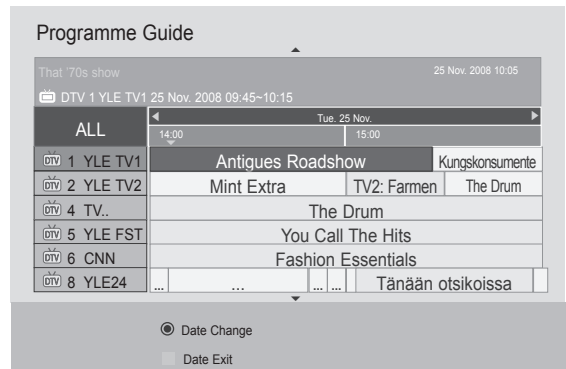 Programme Guide
That '70s show
25 Nov. 2008 10:05
DTV 1 YLE TV1 25 Nov. 2008 09:45~10:15
ALL
Tue. 25 Nov.
14:00 15:00
DTV 1 YLE TV1 Antigues Roadshow Kungskonsumente
DTV 2 YLE TV2 Mint Extra TV2: Farmen The Drum
DTV 4 TV.. The Drum
DTV 5 YLE FST You Call The Hits
DTV 6 CNN Fashion Essentials
DTV 8 YLE24 ... ... ... ... Tänään otsikoissa
Date Change
Date Exit